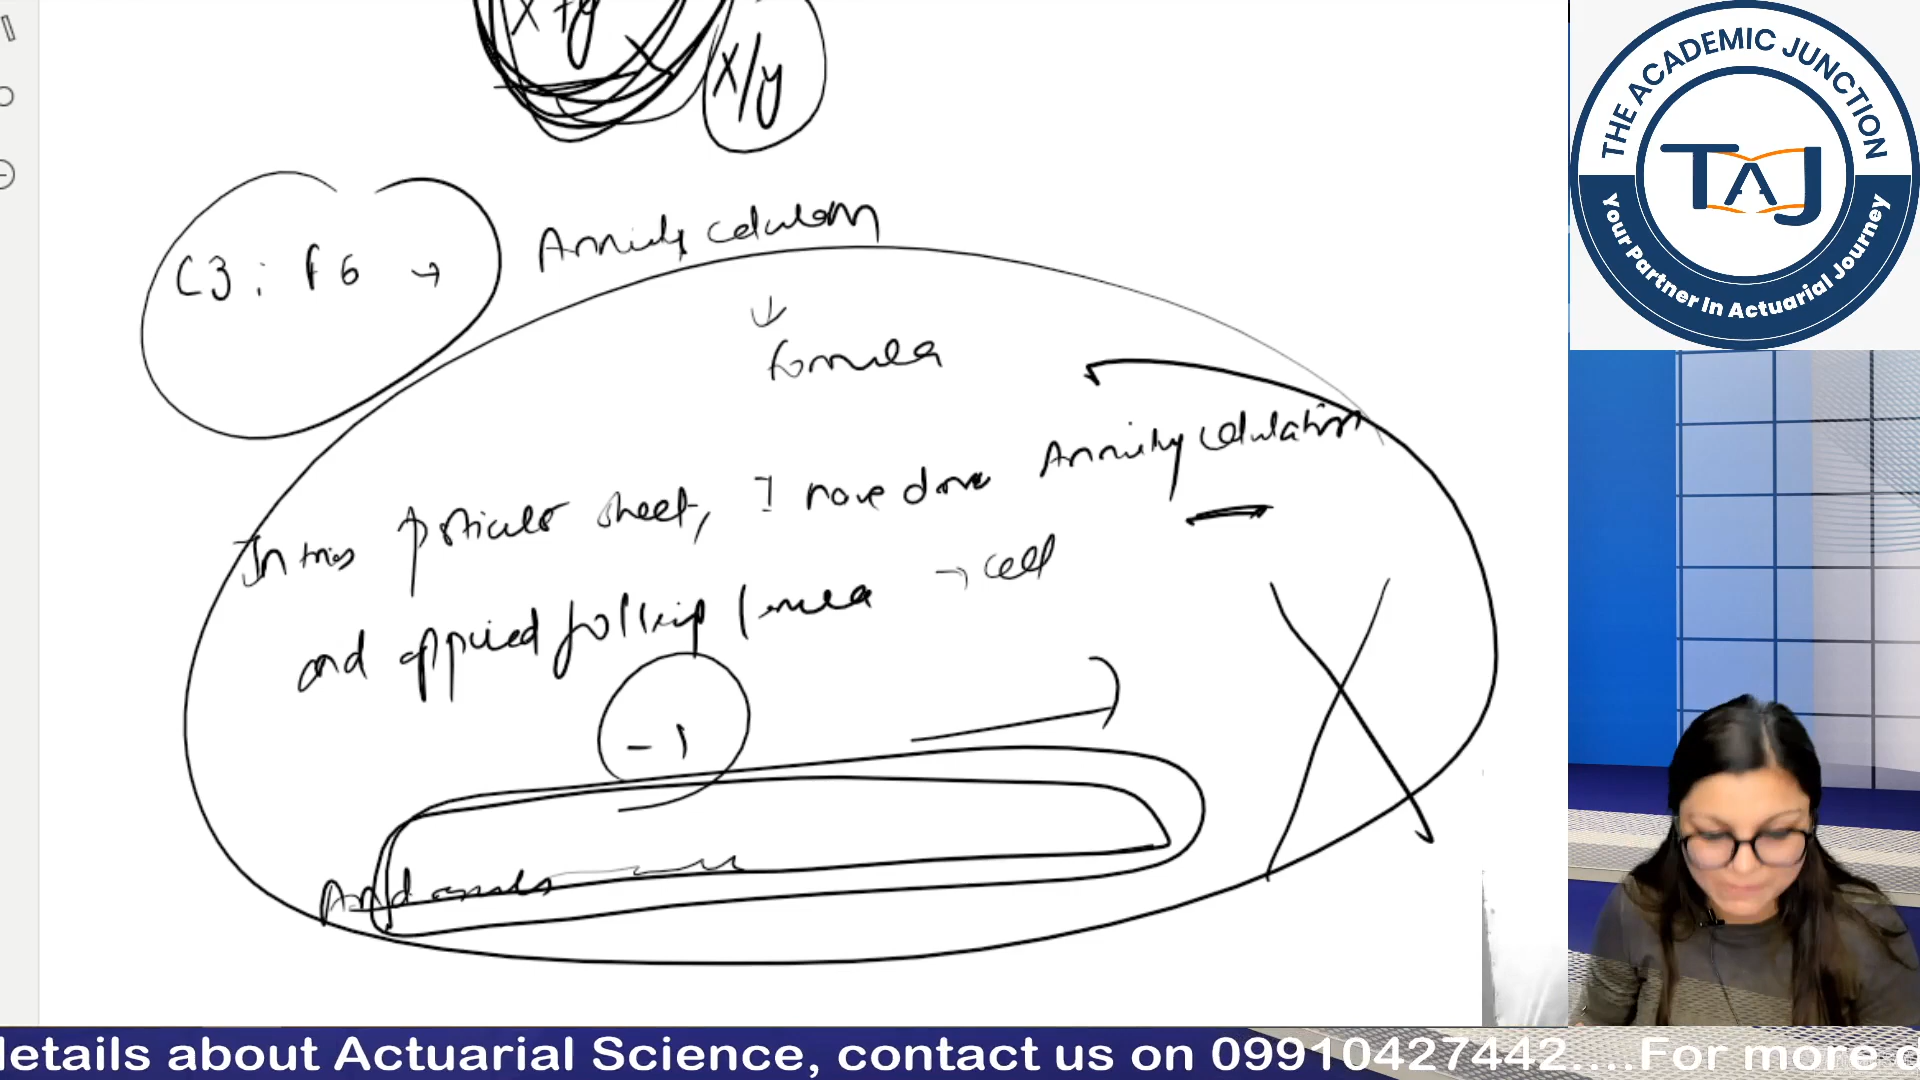 x+y
x/y
C3 : F6 →
Annuity calculation
↓
formula
In this particular sheet, I have done Annuity calculation
and applied following formula → cell
-1
And
THE ACADEMIC JUNCTION
TAJ
Your Partner In Actuarial Journey
details about Actuarial Science, contact us on 09910427442....For more d